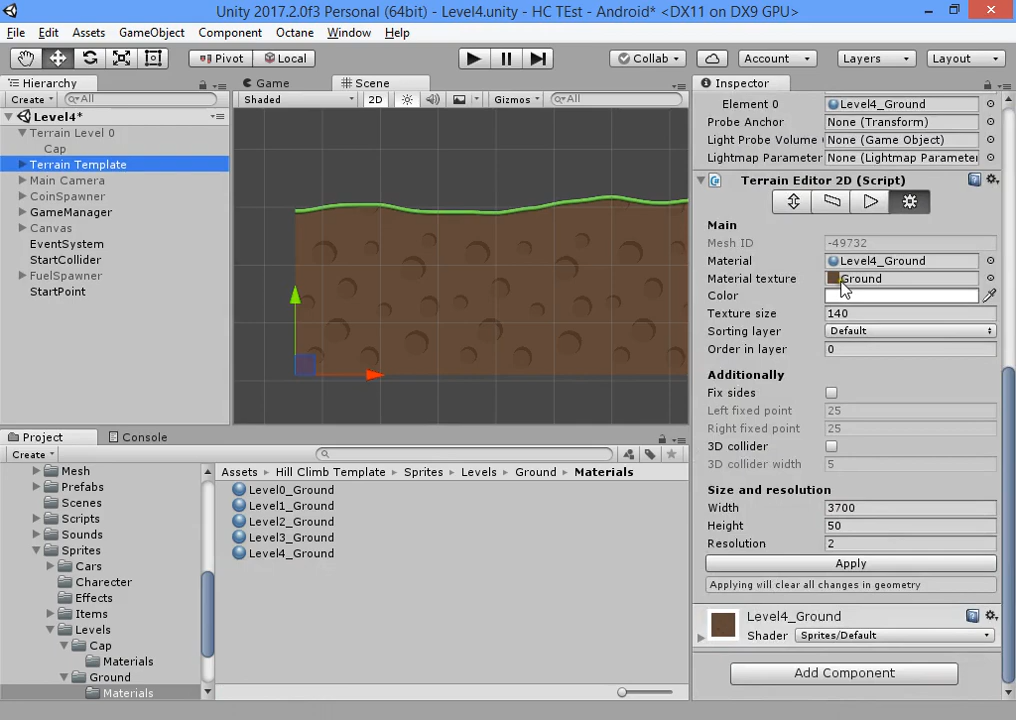 Unity 2017.2.0f3 Personal (64bit) - Level4.unity - HC TEst - Android* <DX11 on DX9 GPU>
File Edit Assets GameObject Component Octane Window Help
Pivot Local Collab Account Layers Layout
Hierarchy
Create All
Level4*
Terrain Level 0
Cap
Terrain Template
Main Camera
CoinSpawner
GameManager
Canvas
EventSystem
StartCollider
FuelSpawner
StartPoint
Game Scene
Shaded 2D Gizmos All
Inspector
Element 0 Level4_Ground
Probe Anchor None (Transform)
Light Probe Volume None (Game Object)
Lightmap Parameter None (Lightmap Parameter
Terrain Editor 2D (Script)
Main
Mesh ID -49732
Material Level4_Ground
Material texture Ground
Color
Texture size 140
Sorting layer Default
Order in layer 0
Additionally
Fix sides
Left fixed point 25
Right fixed point 25
3D collider
3D collider width 5
Size and resolution
Width 3700
Height 50
Resolution 2
Apply
Applying will clear all changes in geometry
Level4_Ground
Shader Sprites/Default
Add Component
Project Console
Create
Mesh
Prefabs
Scenes
Scripts
Sounds
Sprites
Cars
Charecter
Effects
Items
Levels
Cap
Materials
Ground
Materials
Assets Hill Climb Template Sprites Levels Ground Materials
Level0_Ground
Level1_Ground
Level2_Ground
Level3_Ground
Level4_Ground